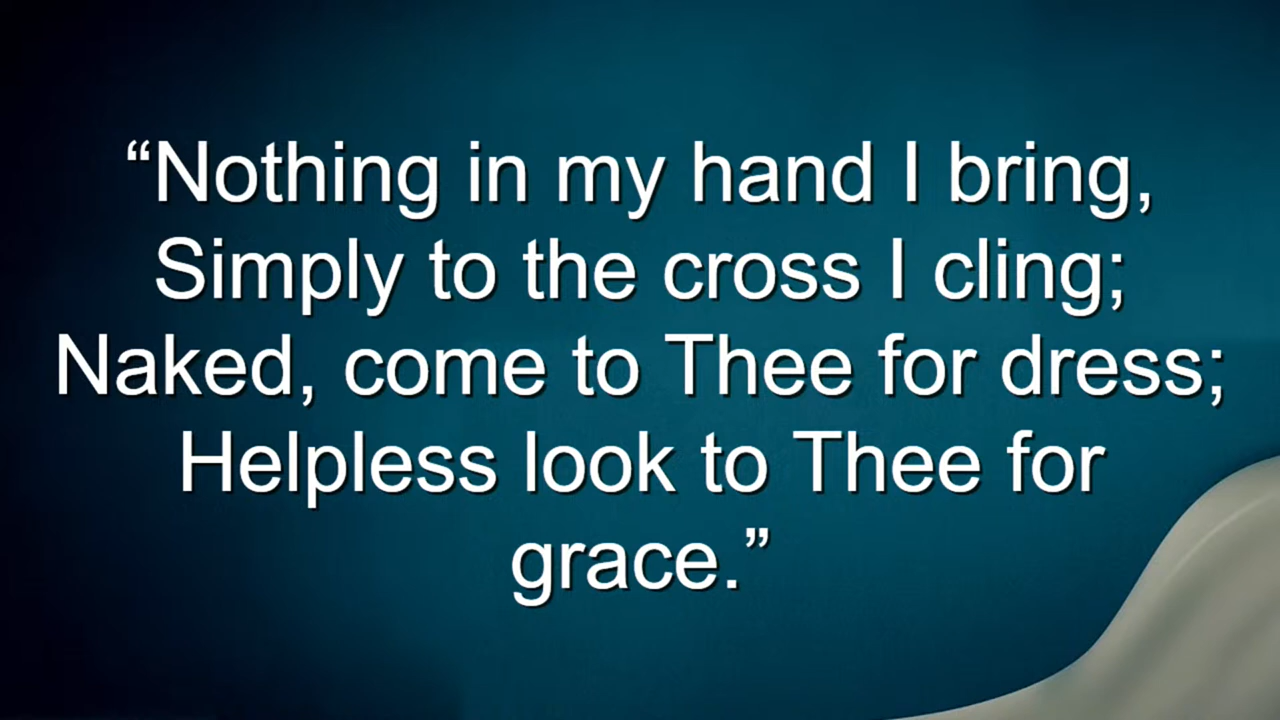 “Nothing in my hand I bring,
Simply to the cross I cling;
Naked, come to Thee for dress;
Helpless look to Thee for
grace.”